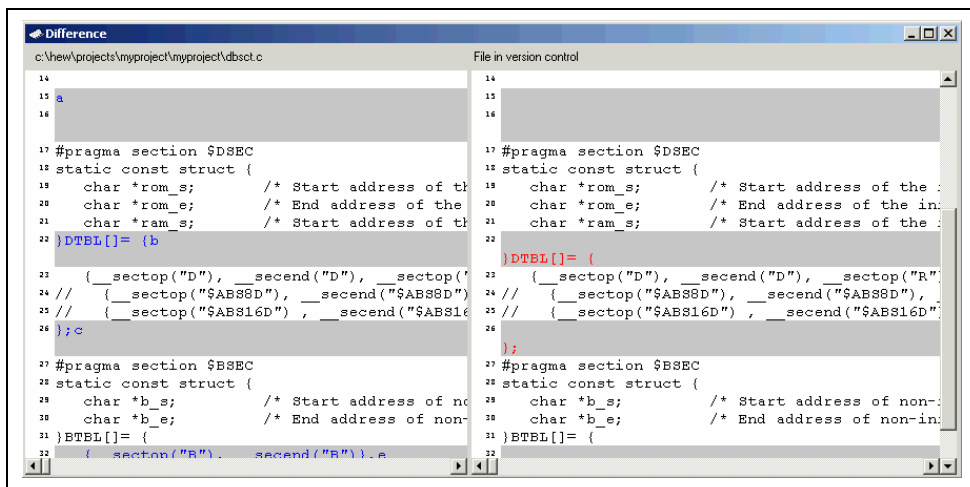 Difference
c:\hew\projects\myproject\myproject\dbsct.c
File in version control
14
15 a
16
17 #pragma section $DSEC
18 static const struct {
19 char *rom_s; /* Start address of th
20 char *rom_e; /* End address of the
21 char *ram_s; /* Start address of th
22 }DTBL[]= {b
23 {__sectop("D"), __secend("D"), __sectop("
24 // {__sectop("$ABS8D"), __secend("$ABS8D")
25 // {__sectop("$ABS16D") , __secend("$ABS16
26 };c
27 #pragma section $BSEC
28 static const struct {
29 char *b_s; /* Start address of no
30 char *b_e; /* End address of non-
31 }BTBL[]= {
32 {__sectop("B"), __secend("B")},e
14
15
16
17 #pragma section $DSEC
18 static const struct {
19 char *rom_s; /* Start address of the i
20 char *rom_e; /* End address of the ini
21 char *ram_s; /* Start address of the i
22
}DTBL[]= {
23 {__sectop("D"), __secend("D"), __sectop("R")
24 // {__sectop("$ABS8D"), __secend("$ABS8D"),
25 // {__sectop("$ABS16D") , __secend("$ABS16D"
26
};
27 #pragma section $BSEC
28 static const struct {
29 char *b_s; /* Start address of non-i
30 char *b_e; /* End address of non-in
31 }BTBL[]= {
32